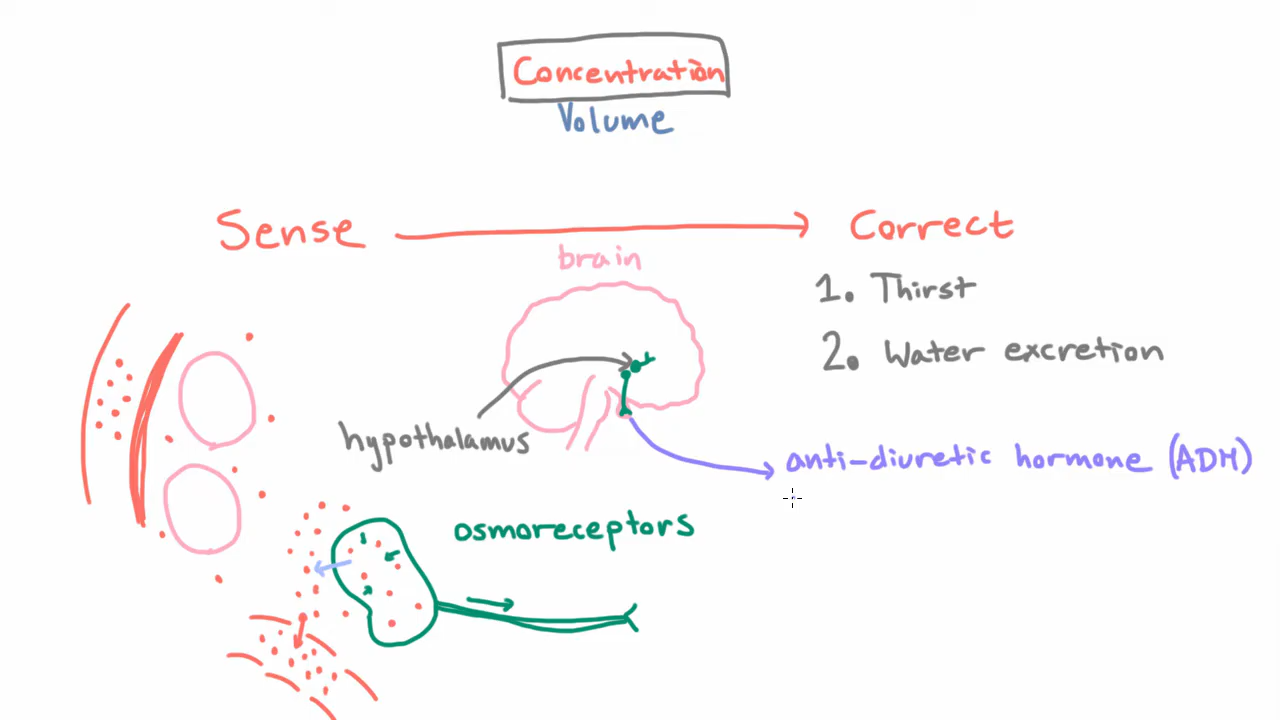 Concentration
Volume
Sense
Correct
brain
1. Thirst
2. Water excretion
hypothalamus
anti-diuretic hormone (ADH)
osmoreceptors